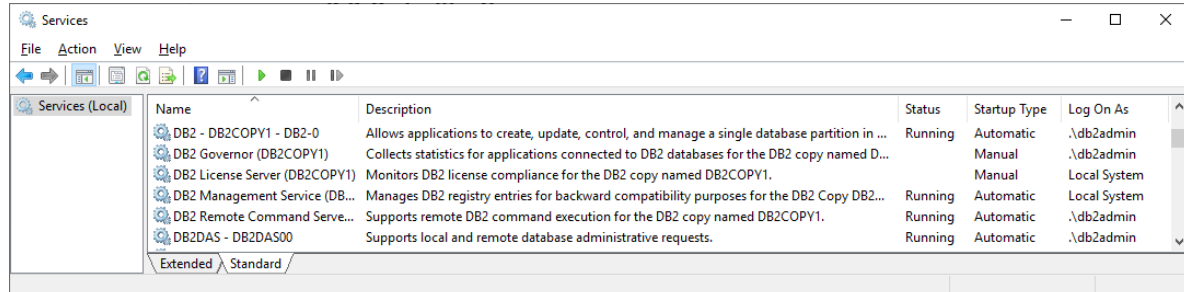 Services
File Action View Help
Services (Local)
Name Description Status Startup Type Log On As
DB2 - DB2COPY1 - DB2-0 Allows applications to create, update, control, and manage a single database partition in ... Running Automatic .\db2admin
DB2 Governor (DB2COPY1) Collects statistics for applications connected to DB2 databases for the DB2 copy named D... Manual .\db2admin
DB2 License Server (DB2COPY1) Monitors DB2 license compliance for the DB2 copy named DB2COPY1. Manual Local System
DB2 Management Service (DB... Manages DB2 registry entries for backward compatibility purposes for the DB2 Copy DB2... Running Automatic Local System
DB2 Remote Command Serve... Supports remote DB2 command execution for the DB2 copy named DB2COPY1. Running Automatic .\db2admin
DB2DAS - DB2DAS00 Supports local and remote database administrative requests. Running Automatic .\db2admin
Extended Standard